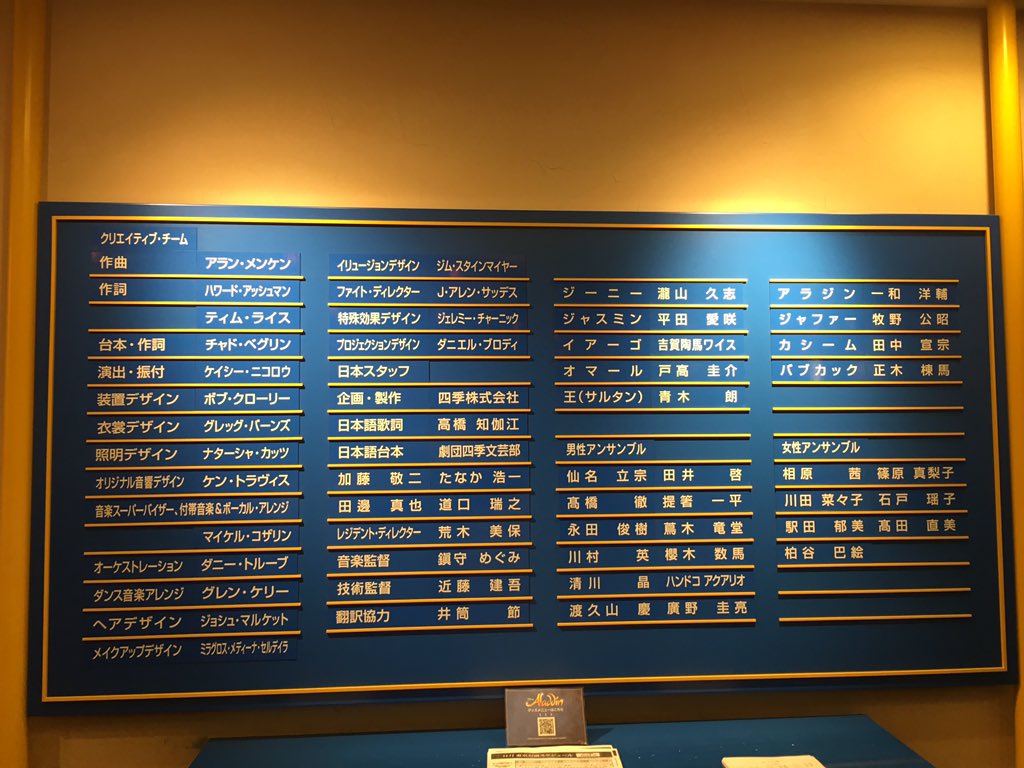 クリエイティブ・チーム
作曲 アラン・メンケン
作詞 ハワード・アッシュマン
ティム・ライス
台本・作詞 チャド・ベグリン
演出・振付 ケイシー・ニコロウ
装置デザイン ボブ・クローリー
衣裳デザイン グレッグ・バーンズ
照明デザイン ナターシャ・カッツ
オリジナル音響デザイン ケン・トラヴィス
音楽スーパーバイザー、付帯音楽&ボーカル・アレンジ
マイケル・コザリン
オーケストレーション ダニー・トルーブ
ダンス音楽アレンジ グレン・ケリー
ヘアデザイン ジョシュ・マルケット
メイクアップデザイン ミラグロス・メディーナ・セルデイラ
イリュージョンデザイン ジム・スタインマイヤー
ファイト・ディレクター J・アレン・サッデス
特殊効果デザイン ジェレミー・チャーニック
プロジェクションデザイン ダニエル・ブロディ
日本スタッフ
企画・製作 四季株式会社
日本語歌詞 高橋 知伽江
日本語台本 劇団四季文芸部
加藤 敬二 たなか 浩一
田邊 真也 道口 瑞之
レジデント・ディレクター 荒木 美保
音楽監督 鎮守 めぐみ
技術監督 近藤 建吾
翻訳協力 井筒 節
ジーニー 瀧山 久志
ジャスミン 平田 愛咲
イアーゴ 吉賀陶馬ワイス
オマール 戸高 圭介
王(サルタン) 青木 朗
男性アンサンブル
仙名 立宗 田井 啓
髙橋 徹 提箸 一平
永田 俊樹 蔦木 竜堂
川村 英 櫻木 数馬
清川 晶 ハンドコ アクアリオ
渡久山 慶 廣野 圭亮
アラジン 一和 洋輔
ジャファー 牧野 公昭
カシーム 田中 宣宗
バブカック 正木 棟馬
女性アンサンブル
相原 茜 篠原 真梨子
川田 菜々子 石戸 瑶子
駅田 郁美 髙田 直美
柏谷 巴絵
Aladdin